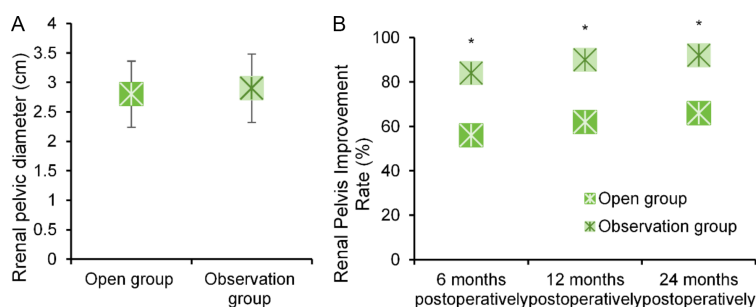 A
Rrenal pelvic diameter (cm)
4
3.5
3
2.5
2
1.5
1
0.5
0
Open group
Observation
group
B
Renal Pelvis Improvement
Rate (%)
100
80
60
40
20
0
*
*
*
Open group
Observation group
6 months
postoperatively
12 months
postoperatively
24 months
postoperatively